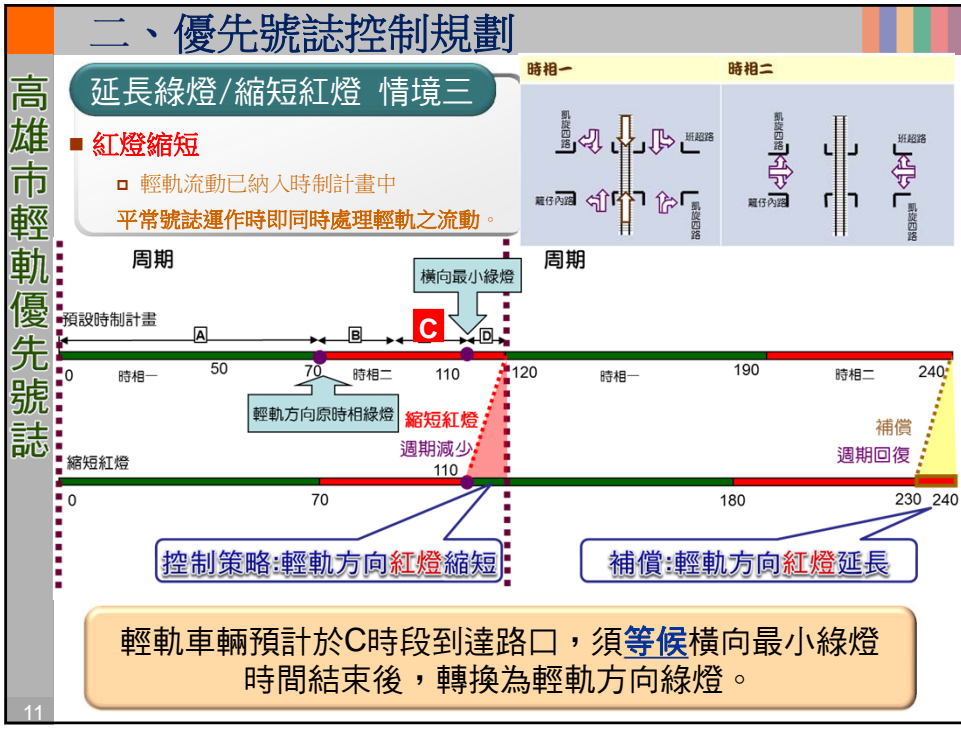 二、優先號誌控制規劃
高雄市輕軌優先號誌
延長綠燈/縮短紅燈 情境三
紅燈縮短
輕軌流動已納入時制計畫中
平常號誌運作時即同時處理輕軌之流動。
時相一
時相二
凱旋四路
班超路
籬仔內路
凱旋四路
凱旋四路
班超路
籬仔內路
凱旋四路
周期
周期
橫向最小綠燈
預設時制計畫
A
B
C
D
0
時相一
50
70
時相二
110
120
時相一
190
時相二
240
輕軌方向原時相綠燈
縮短紅燈
週期減少
110
補償
週期回復
縮短紅燈
0
70
180
230
240
控制策略:輕軌方向紅燈縮短
補償:輕軌方向紅燈延長
輕軌車輛預計於C時段到達路口，須等候橫向最小綠燈
時間結束後，轉換為輕軌方向綠燈。
11